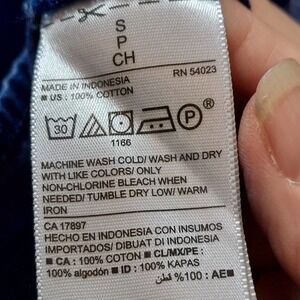 S
P
CH
MADE IN INDONESIA RN 54023
■ US : 100% COTTON
30 P ®
1166
MACHINE WASH COLD/ WASH AND DRY
WITH LIKE COLORS/ ONLY
NON-CHLORINE BLEACH WHEN
NEEDED/ TUMBLE DRY LOW/ WARM
IRON
CA 17897
HECHO EN INDONESIA CON INSUMOS
IMPORTADOS/ DIBUAT DI INDONESIA
■ CA : 100% COTON ■ CL/MX/PE :
100% algodón ■ ID : 100% KAPAS
■ AE : 100% قطن